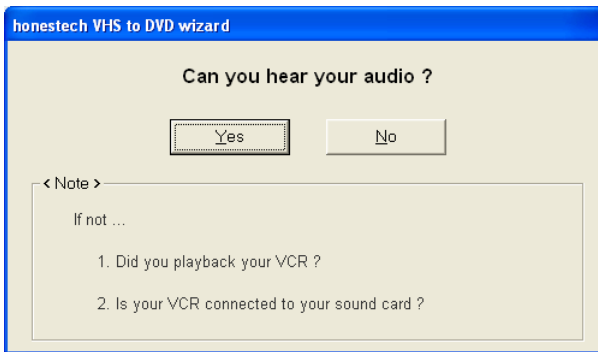 honestech VHS to DVD wizard
Can you hear your audio ?
Yes No
< Note >
If not ...
1. Did you playback your VCR ?
2. Is your VCR connected to your sound card ?